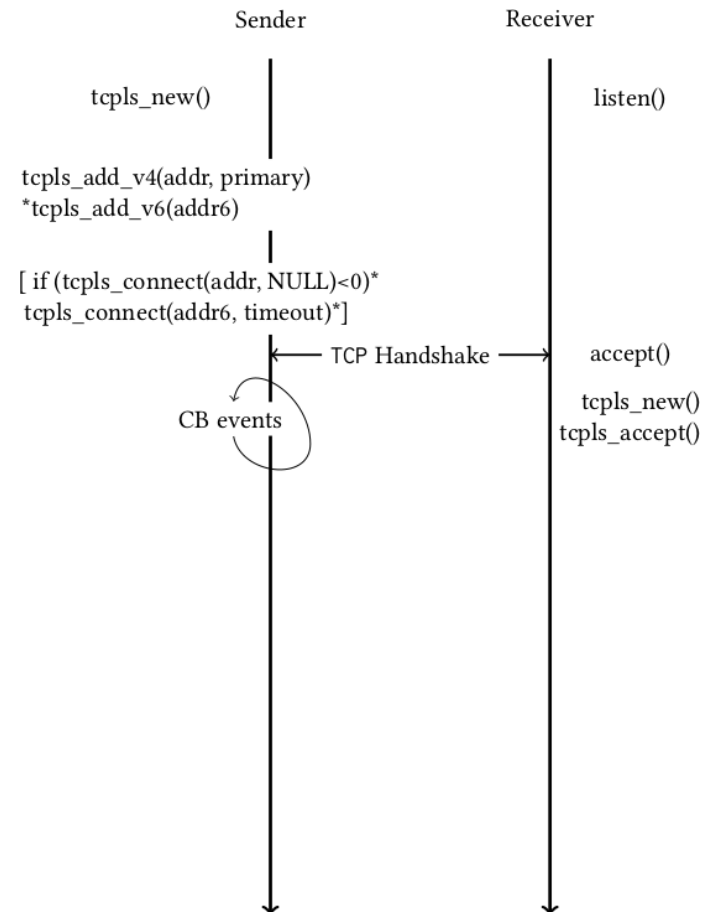 Sender Receiver
tcpls_new() listen()
tcpls_add_v4(addr, primary)
*tcpls_add_v6(addr6)
[ if (tcpls_connect(addr, NULL)<0)*
tcpls_connect(addr6, timeout)*]
TCP Handshake accept()
tcpls_new()
CB events
tcpls_accept()